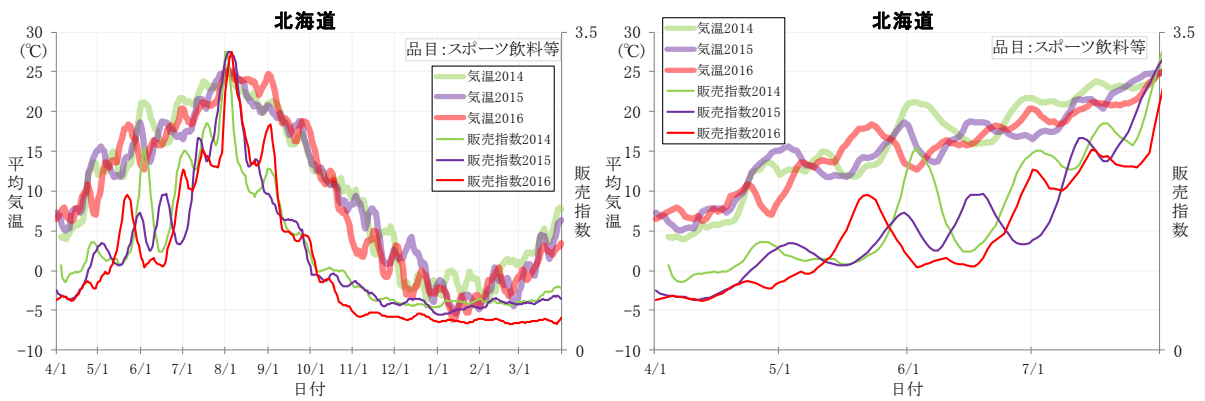 北海道
30
(℃)
25
20
15
10
5
0
-5
-10
平均気温
3.5
0
販売指数
品目：スポーツ飲料等
気温2014
気温2015
気温2016
販売指数2014
販売指数2015
販売指数2016
4/1 5/1 6/1 7/1 8/1 9/1 10/1 11/1 12/1 1/1 2/1 3/1
日付
北海道
30
(℃)
25
20
15
10
5
0
-5
-10
平均気温
3.5
0
販売指数
気温2014
気温2015
気温2016
販売指数2014
販売指数2015
販売指数2016
品目：スポーツ飲料等
4/1 5/1 6/1 7/1
日付